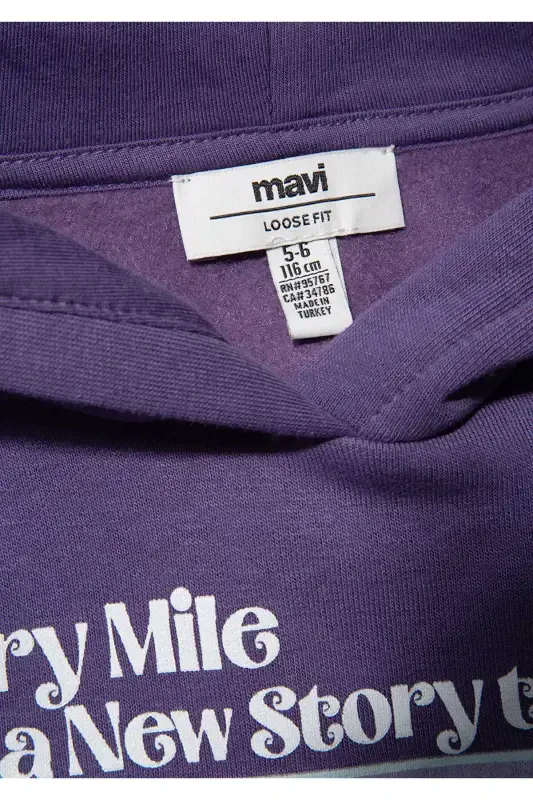 mavi
LOOSE FIT
5-6
116 cm
RN#95767
CA#34786
MADE IN
TURKEY
ry Mile
a New Story t